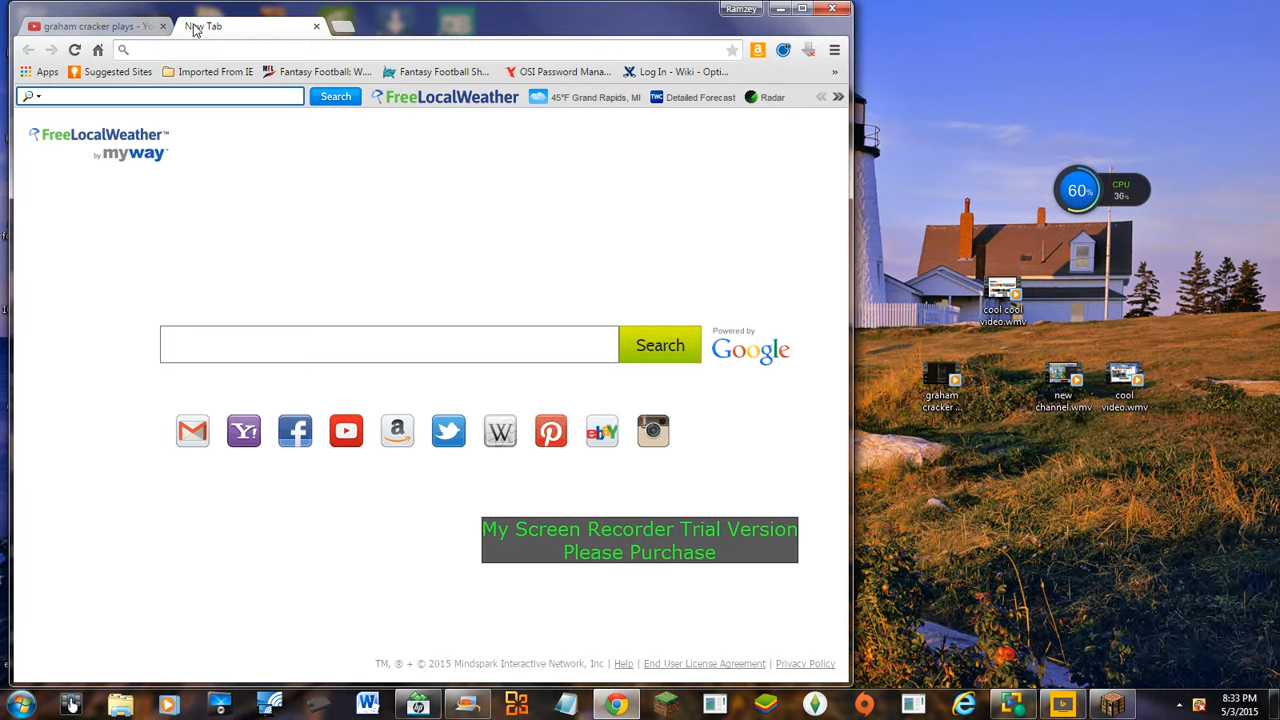 Ramzey
graham cracker plays - Yo
New Tab
Apps
Suggested Sites
Imported From IE
Fantasy Football: W...
Fantasy Football Sh...
OSI Password Mana...
Log In - Wiki - Opti...
»
Search
FreeLocalWeather
45°F Grand Rapids, MI
TWC Detailed Forecast
Radar
FreeLocalWeather™
by myway™
60%
CPU
36%
cool cool
video.wmv
Search
Powered by
Google
graham
cracker ...
new
channel.wmv
cool
video.wmv
My Screen Recorder Trial Version
Please Purchase
TM, ® + © 2015 Mindspark Interactive Network, Inc | Help | End User License Agreement | Privacy Policy
8:33 PM
5/3/2015